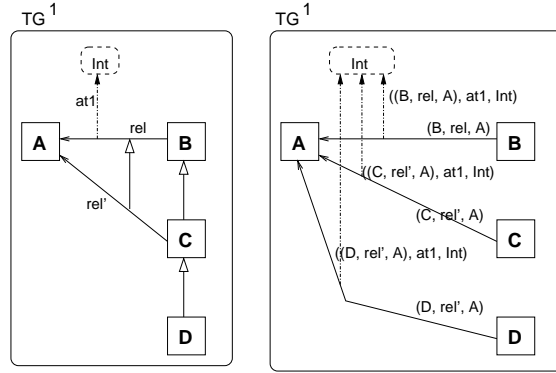 TG 1
Int
at1
rel
A
B
rel’
C
D
TG 1
Int
((B, rel, A), at1, Int)
(B, rel, A)
A
B
((C, rel’, A), at1, Int)
(C, rel’, A)
C
((D, rel’, A), at1, Int)
(D, rel’, A)
D